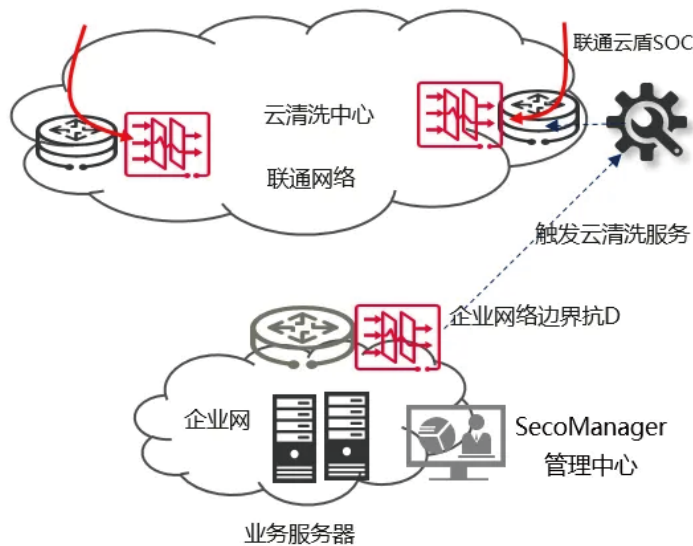 联通云盾SOC
云清洗中心
联通网络
触发云清洗服务
企业网络边界抗D
企业网
SecoManager
管理中心
业务服务器